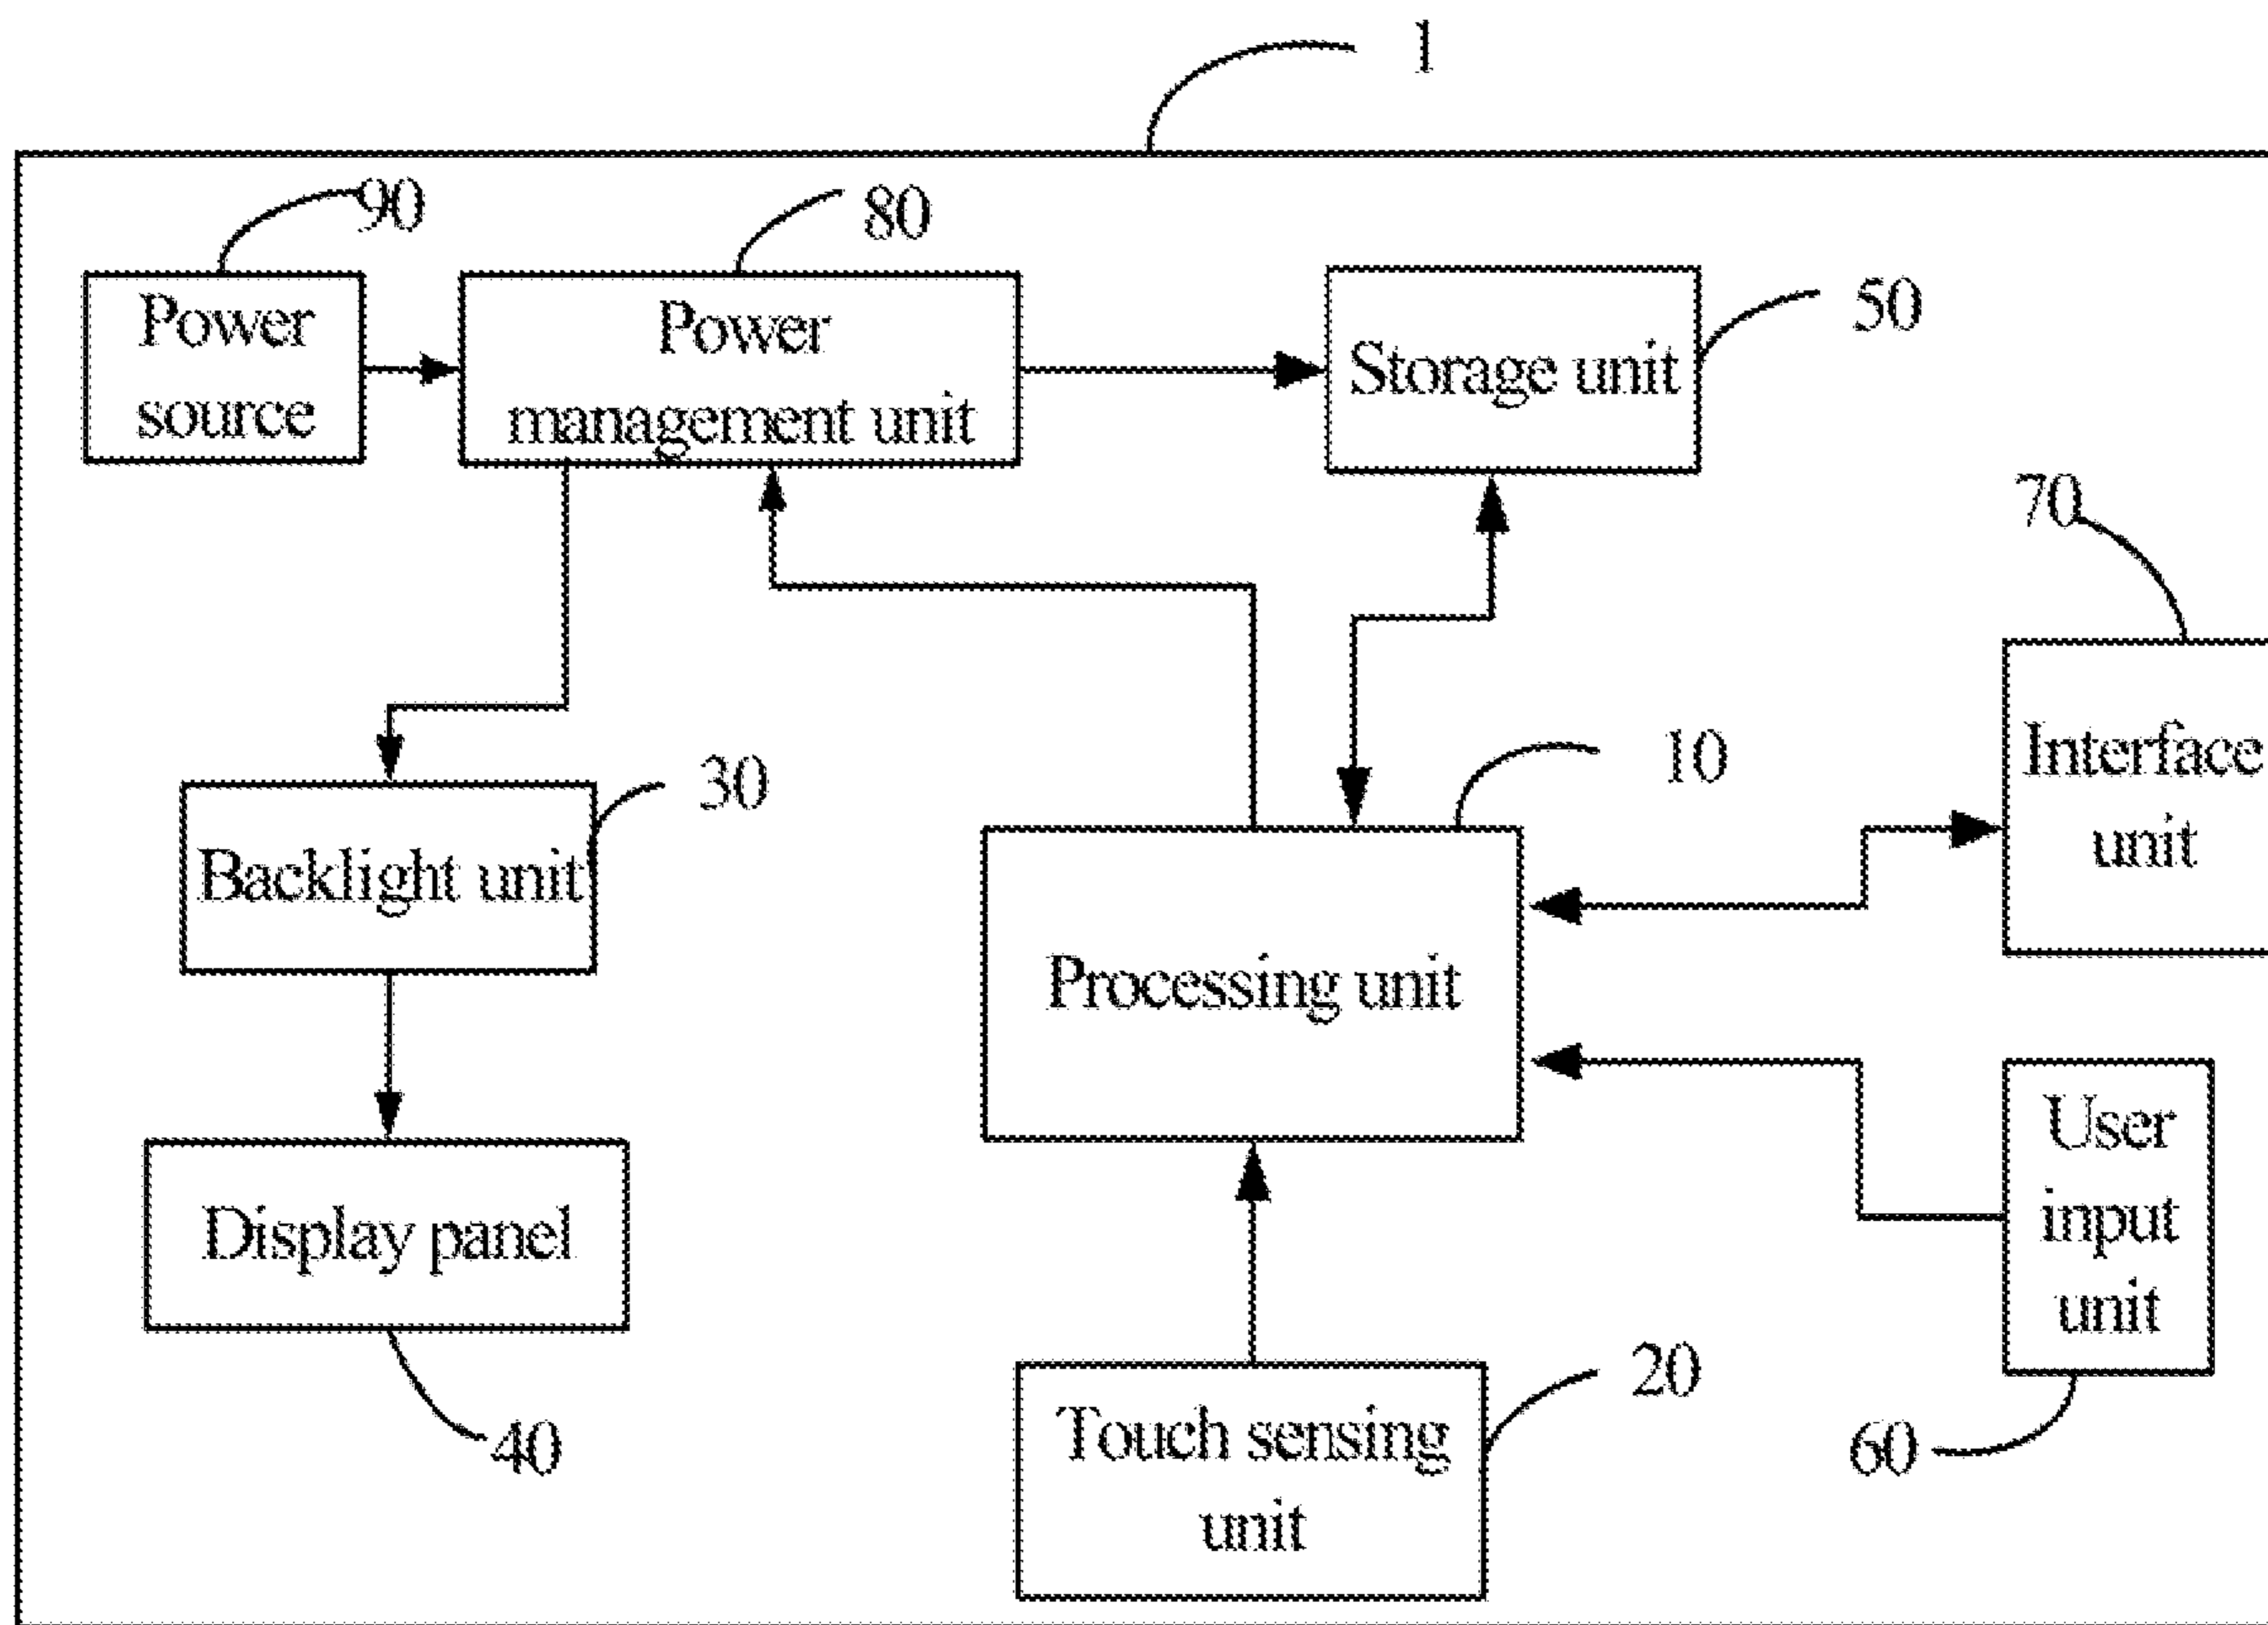 1
90
80
Power
source
Power
management unit
Storage unit
50
70
Interface
unit
30
10
Backlight unit
Processing unit
Display panel
40
User
input
unit
60
20
Touch sensing
unit